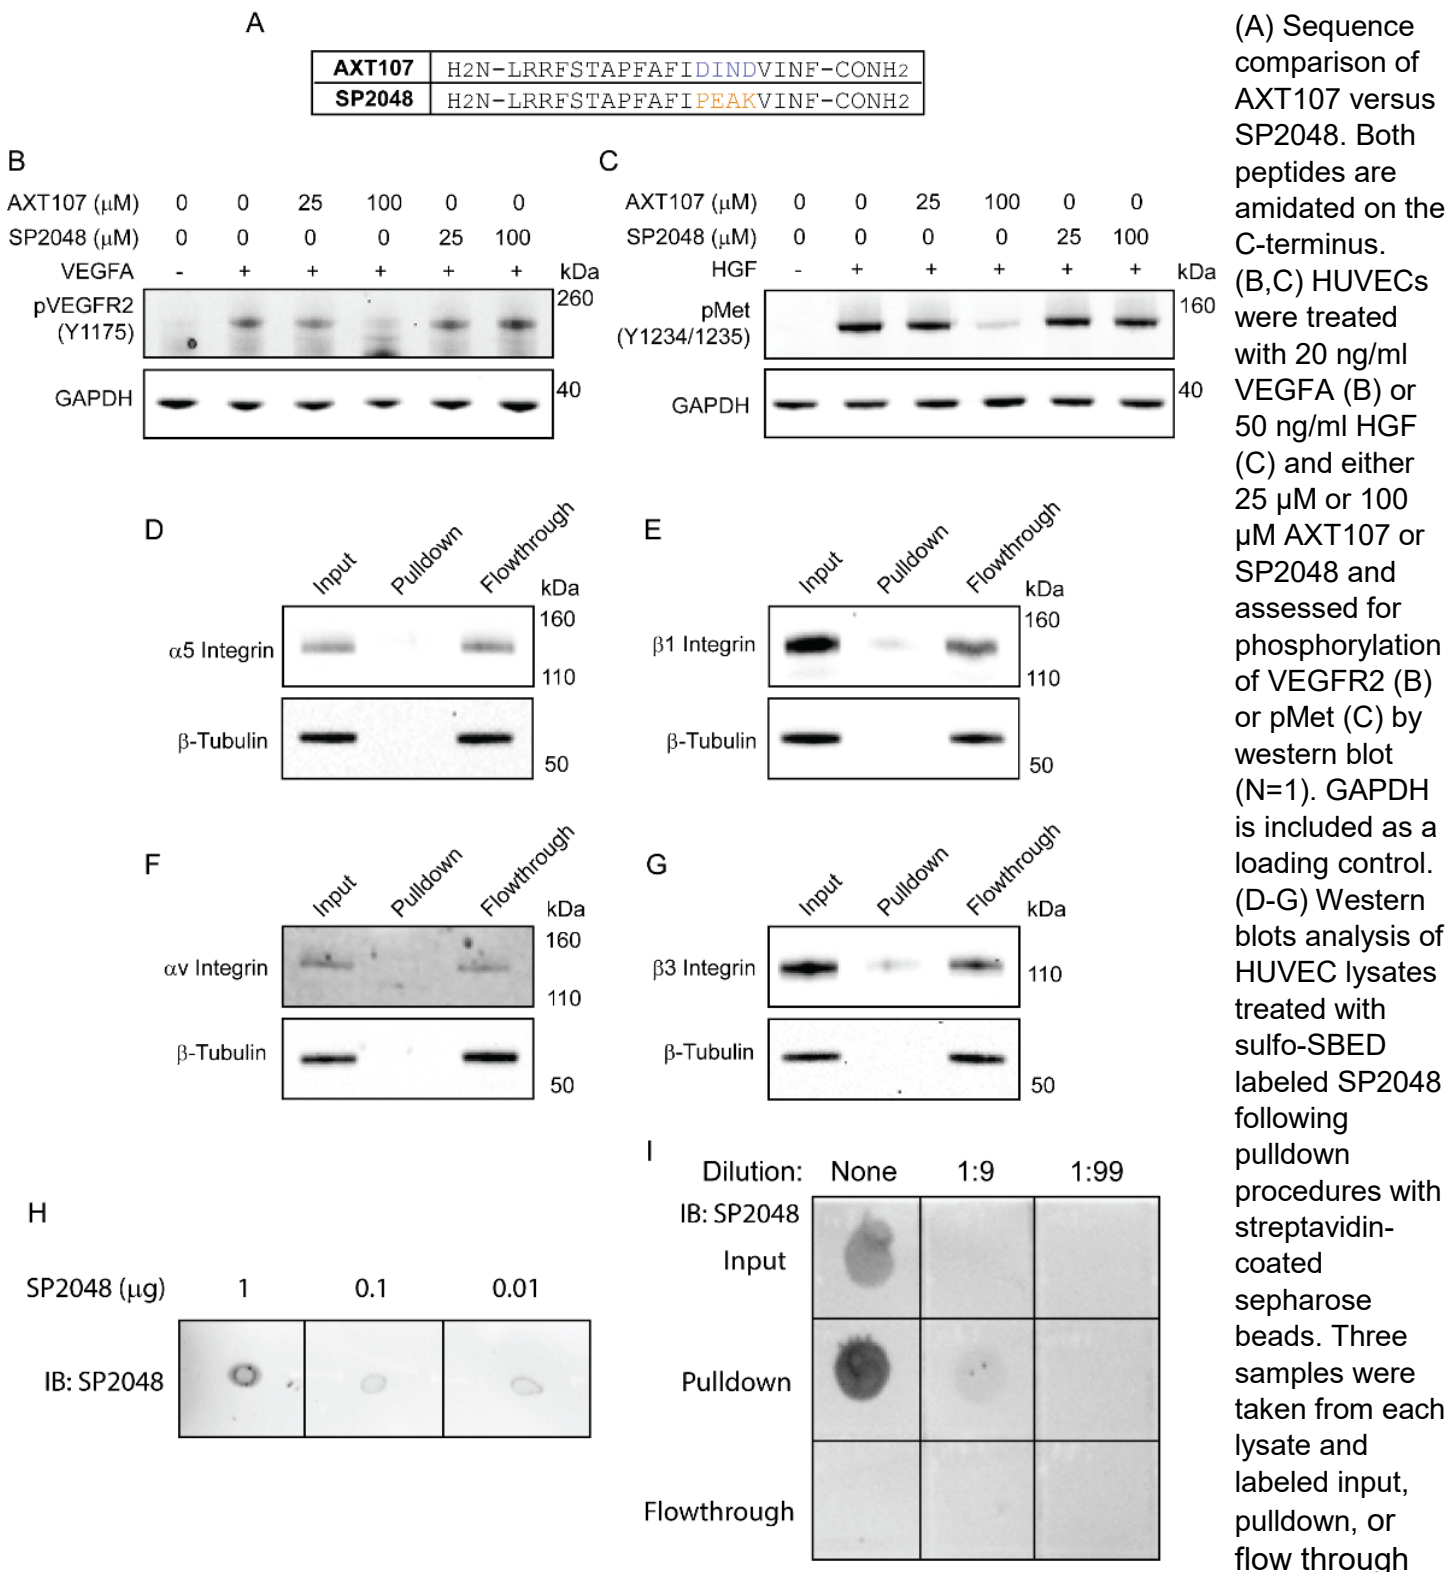 A
AXT107 H2N-LRRFSTAPFAFIDINDVINF-CONH2
SP2048 H2N-LRRFSTAPFAFIPEAKVINF-CONH2
B
AXT107 (μM) 0 0 25 100 0 0
SP2048 (μM) 0 0 0 0 25 100
VEGFA - + + + + + kDa
pVEGFR2
(Y1175)
260
GAPDH
40
C
AXT107 (μM) 0 0 25 100 0 0
SP2048 (μM) 0 0 0 0 25 100
HGF - + + + + + kDa
pMet
(Y1234/1235)
160
GAPDH
40
D
Input Pulldown Flowthrough
kDa
160
α5 Integrin
110
β-Tubulin
50
E
Input Pulldown Flowthrough
kDa
160
β1 Integrin
110
β-Tubulin
50
F
Input Pulldown Flowthrough
kDa
160
αv Integrin
110
β-Tubulin
50
G
Input Pulldown Flowthrough
kDa
β3 Integrin
110
β-Tubulin
50
H
SP2048 (μg) 1 0.1 0.01
IB: SP2048
I
Dilution: None 1:9 1:99
IB: SP2048
Input
Pulldown
Flowthrough
(A) Sequence
comparison of
AXT107 versus
SP2048. Both
peptides are
amidated on the
C-terminus.
(B,C) HUVECs
were treated
with 20 ng/ml
VEGFA (B) or
50 ng/ml HGF
(C) and either
25 µM or 100
µM AXT107 or
SP2048 and
assessed for
phosphorylation
of VEGFR2 (B)
or pMet (C) by
western blot
(N=1). GAPDH
is included as a
loading control.
(D-G) Western
blots analysis of
HUVEC lysates
treated with
sulfo-SBED
labeled SP2048
following
pulldown
procedures with
streptavidin-
coated
sepharose
beads. Three
samples were
taken from each
lysate and
labeled input,
pulldown, or
flow through